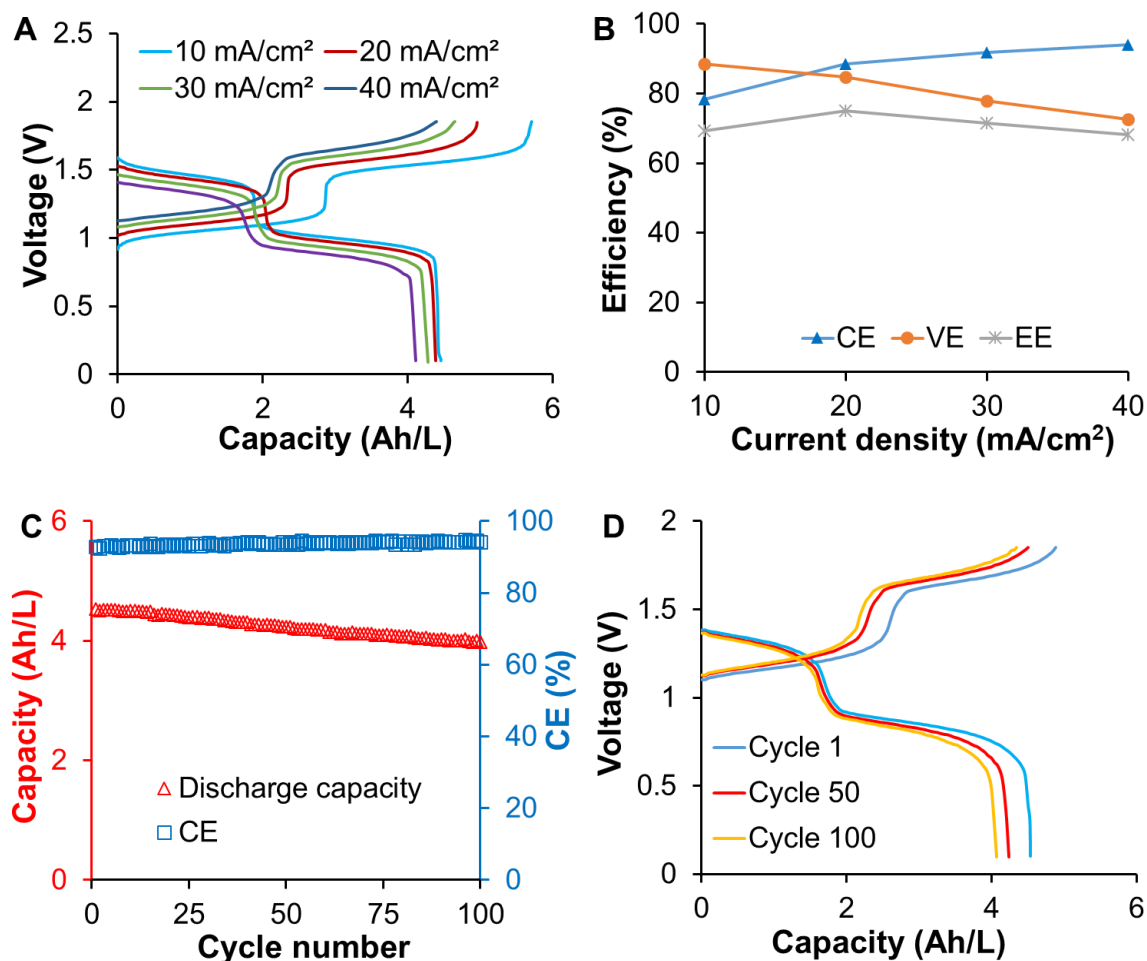 A
Voltage (V)
2.5
2
1.5
1
0.5
0
10 mA/cm² 20 mA/cm²
30 mA/cm² 40 mA/cm²
0 2 4 6
Capacity (Ah/L)
B
Efficiency (%)
100
80
60
40
20
0
CE VE EE
10 20 30 40
Current density (mA/cm²)
C
Capacity (Ah/L)
6
4
2
0
Discharge capacity
CE
100
80
60
40
20
0
CE (%)
0 25 50 75 100
Cycle number
D
Voltage (V)
2
1.5
1
0.5
0
Cycle 1
Cycle 50
Cycle 100
0 2 4 6
Capacity (Ah/L)